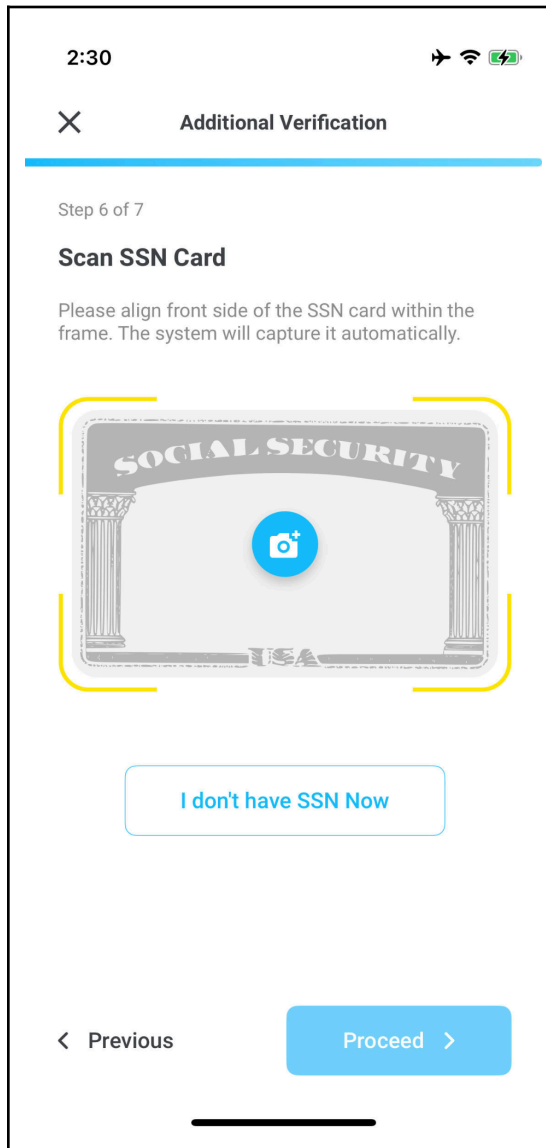 2:30
Additional Verification
Step 6 of 7
Scan SSN Card
Please align front side of the SSN card within the
frame. The system will capture it automatically.
SOCIAL SECURITY
USA
I don't have SSN Now
Previous
Proceed